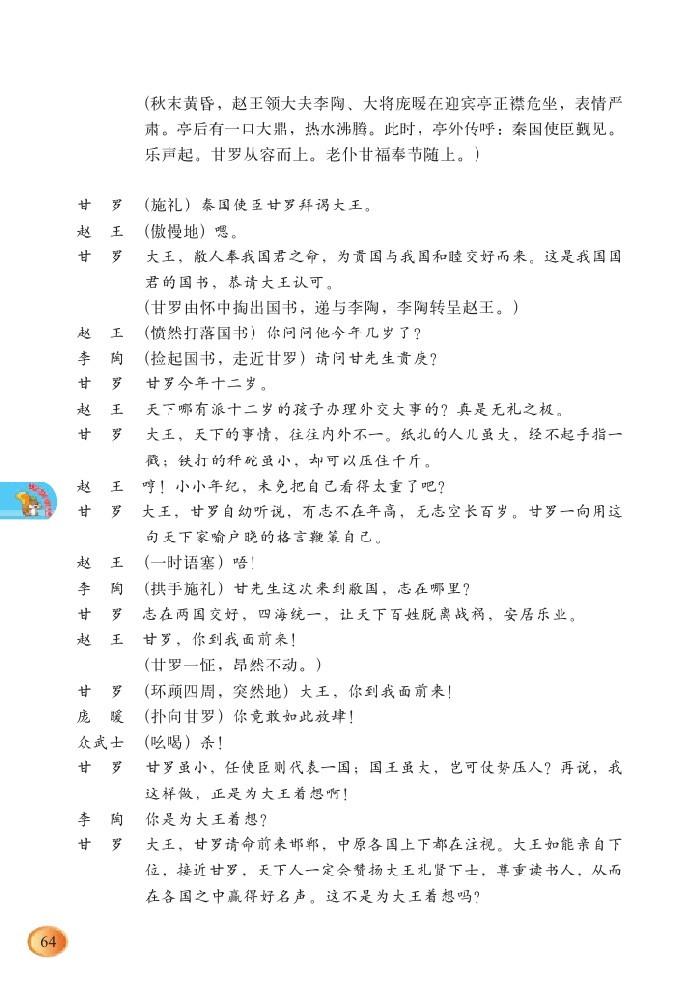 （秋末黄昏，赵王领大夫李陶、大将庞暖在迎宾亭正襟危坐，表情严
肃。亭后有一口大鼎，热水沸腾。此时，亭外传呼：秦国使臣觐见。
乐声起。甘罗从容而上。老仆甘福奉节随上。）
甘 罗 （施礼）秦国使臣甘罗拜谒大王。
赵 王 （傲慢地）嗯。
甘 罗 大王，敝人奉我国君之命，为贵国与我国和睦交好而来。这是我国国
君的国书，恭请大王认可。
（甘罗由怀中掏出国书，递与李陶，李陶转呈赵王。）
赵 王 （愤然打落国书）你问问他今年几岁了？
李 陶 （捡起国书，走近甘罗）请问甘先生贵庚？
甘 罗 甘罗今年十二岁。
赵 王 天下哪有派十二岁的孩子办理外交大事的？真是无礼之极。
甘 罗 大王，天下的事情，往往内外不一。纸扎的人儿虽大，经不起手指一
戳；铁打的秤砣虽小，却可以压住千斤。
赵 王 哼！小小年纪，未免把自己看得太重了吧？
甘 罗 大王，甘罗自幼听说，有志不在年高，无志空长百岁。甘罗一向用这
句天下家喻户晓的格言鞭策自己。
赵 王 （一时语塞）唔！
李 陶 （拱手施礼）甘先生这次来到敝国，志在哪里？
甘 罗 志在两国交好，四海统一，让天下百姓脱离战祸，安居乐业。
赵 王 甘罗，你到我面前来！
（甘罗一怔，昂然不动。）
甘 罗 （环顾四周，突然地）大王，你到我面前来！
庞 暖 （扑向甘罗）你竟敢如此放肆！
众武士 （吆喝）杀！
甘 罗 甘罗虽小，任使臣则代表一国；国王虽大，岂可仗势压人？再说，我
这样做，正是为大王着想啊！
李 陶 你是为大王着想？
甘 罗 大王，甘罗请命前来邯郸，中原各国上下都在注视。大王如能亲自下
位，接近甘罗，天下人一定会赞扬大王礼贤下士，尊重读书人，从而
在各国之中赢得好名声。这不是为大王着想吗？
64